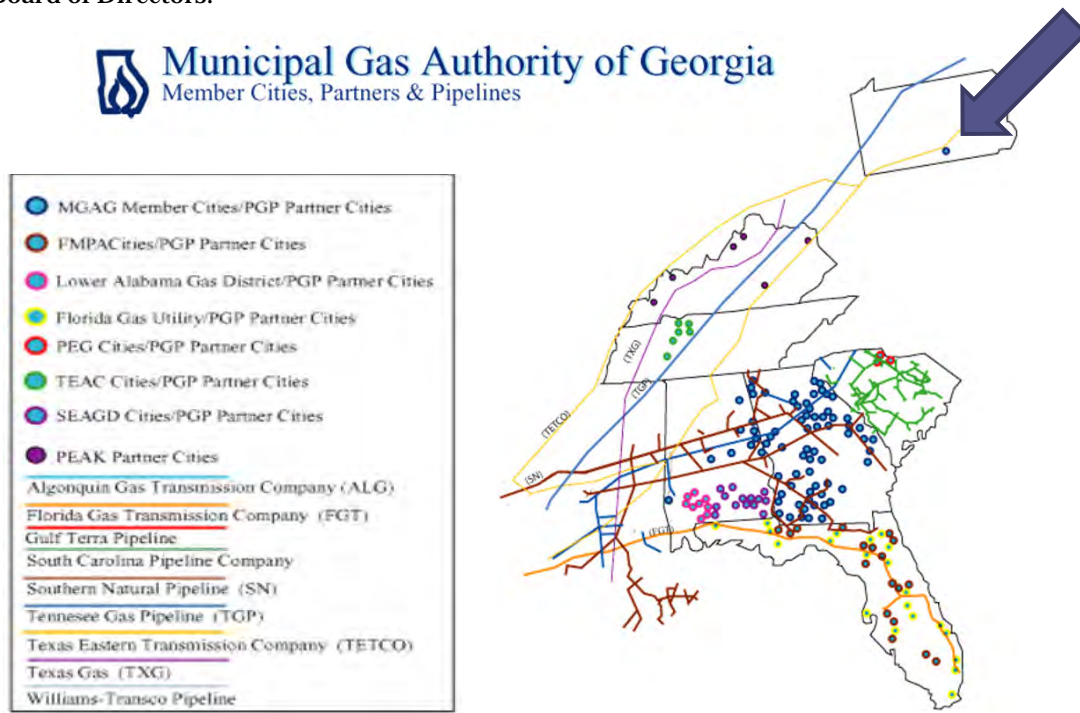 Board of Directors.
Municipal Gas Authority of Georgia
Member Cities, Partners & Pipelines
MGAG Member Cities/PGP Partner Cities
FMPACities/PGP Partner Cities
Lower Alabama Gas District/PGP Partner Cities
Florida Gas Utility/PGP Partner Cities
PEG Cities/PGP Partner Cities
TEAC Cities/PGP Partner Cities
SEAGD Cities/PGP Partner Cities
PEAK Partner Cities
Algonquin Gas Transmission Company (ALG)
Florida Gas Transmission Company (FGT)
Gulf Terra Pipeline
South Carolina Pipeline Company
Southern Natural Pipeline (SN)
Tennesee Gas Pipeline (TGP)
Texas Eastern Transmission Company (TETCO)
Texas Gas (TXG)
Williams-Transco Pipeline
(TXG)
(TGP)
(TETCO)
(SN)
(FGT)